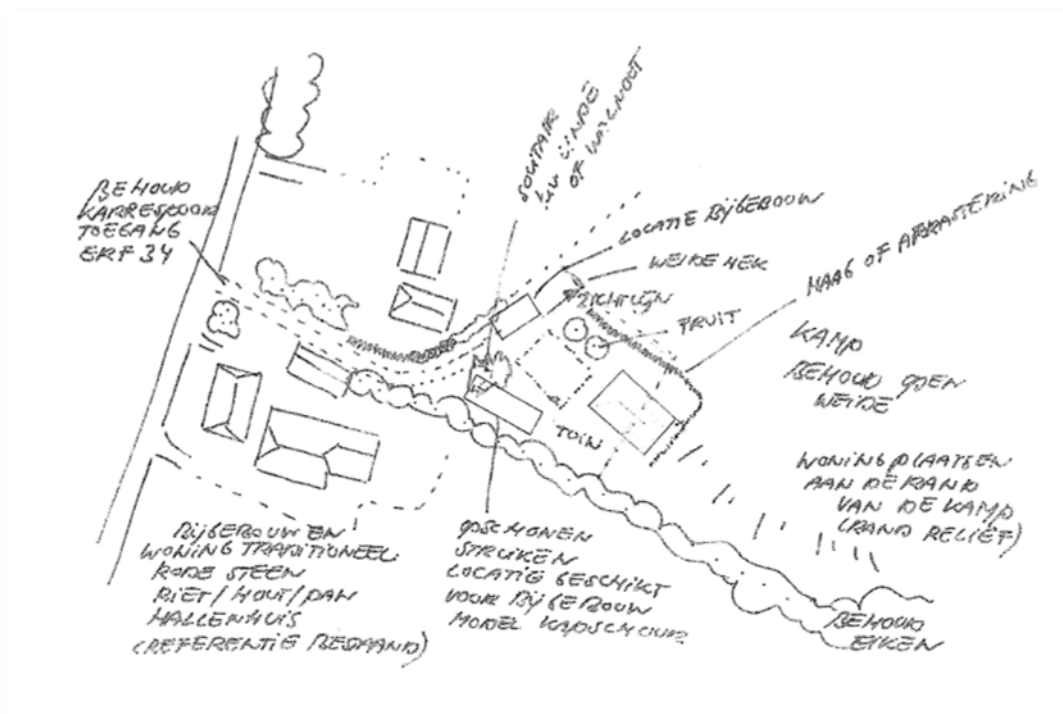 BEHOUD
KARRESPOOR
TOEGANG
ERF 34
SOLITAIR
LINDE
OF WALNOOT
LOCATIE BIJGEBOUW
WEIDE HEK
ZICHTLIJN
FRUIT
HAAG OF AFRASTERING
KAMP
BEHOUD OPEN
WEIDE
TUIN
WONING PLAATSEN
AAN DE RAND
VAN DE KAMP
(RAND RELIËF)
BIJGEBOUW EN
WONING TRADITIONEEL
RODE STEEN
RIET/HOUT/PAN
HALLENHUIS
(REFERENTIE BESTAAND)
OPSCHONEN
STRUIKEN
LOCATIE GESCHIKT
VOOR BIJGEBOUW
MODEL KAPSCHUUR
BEHOUD
EIKEN